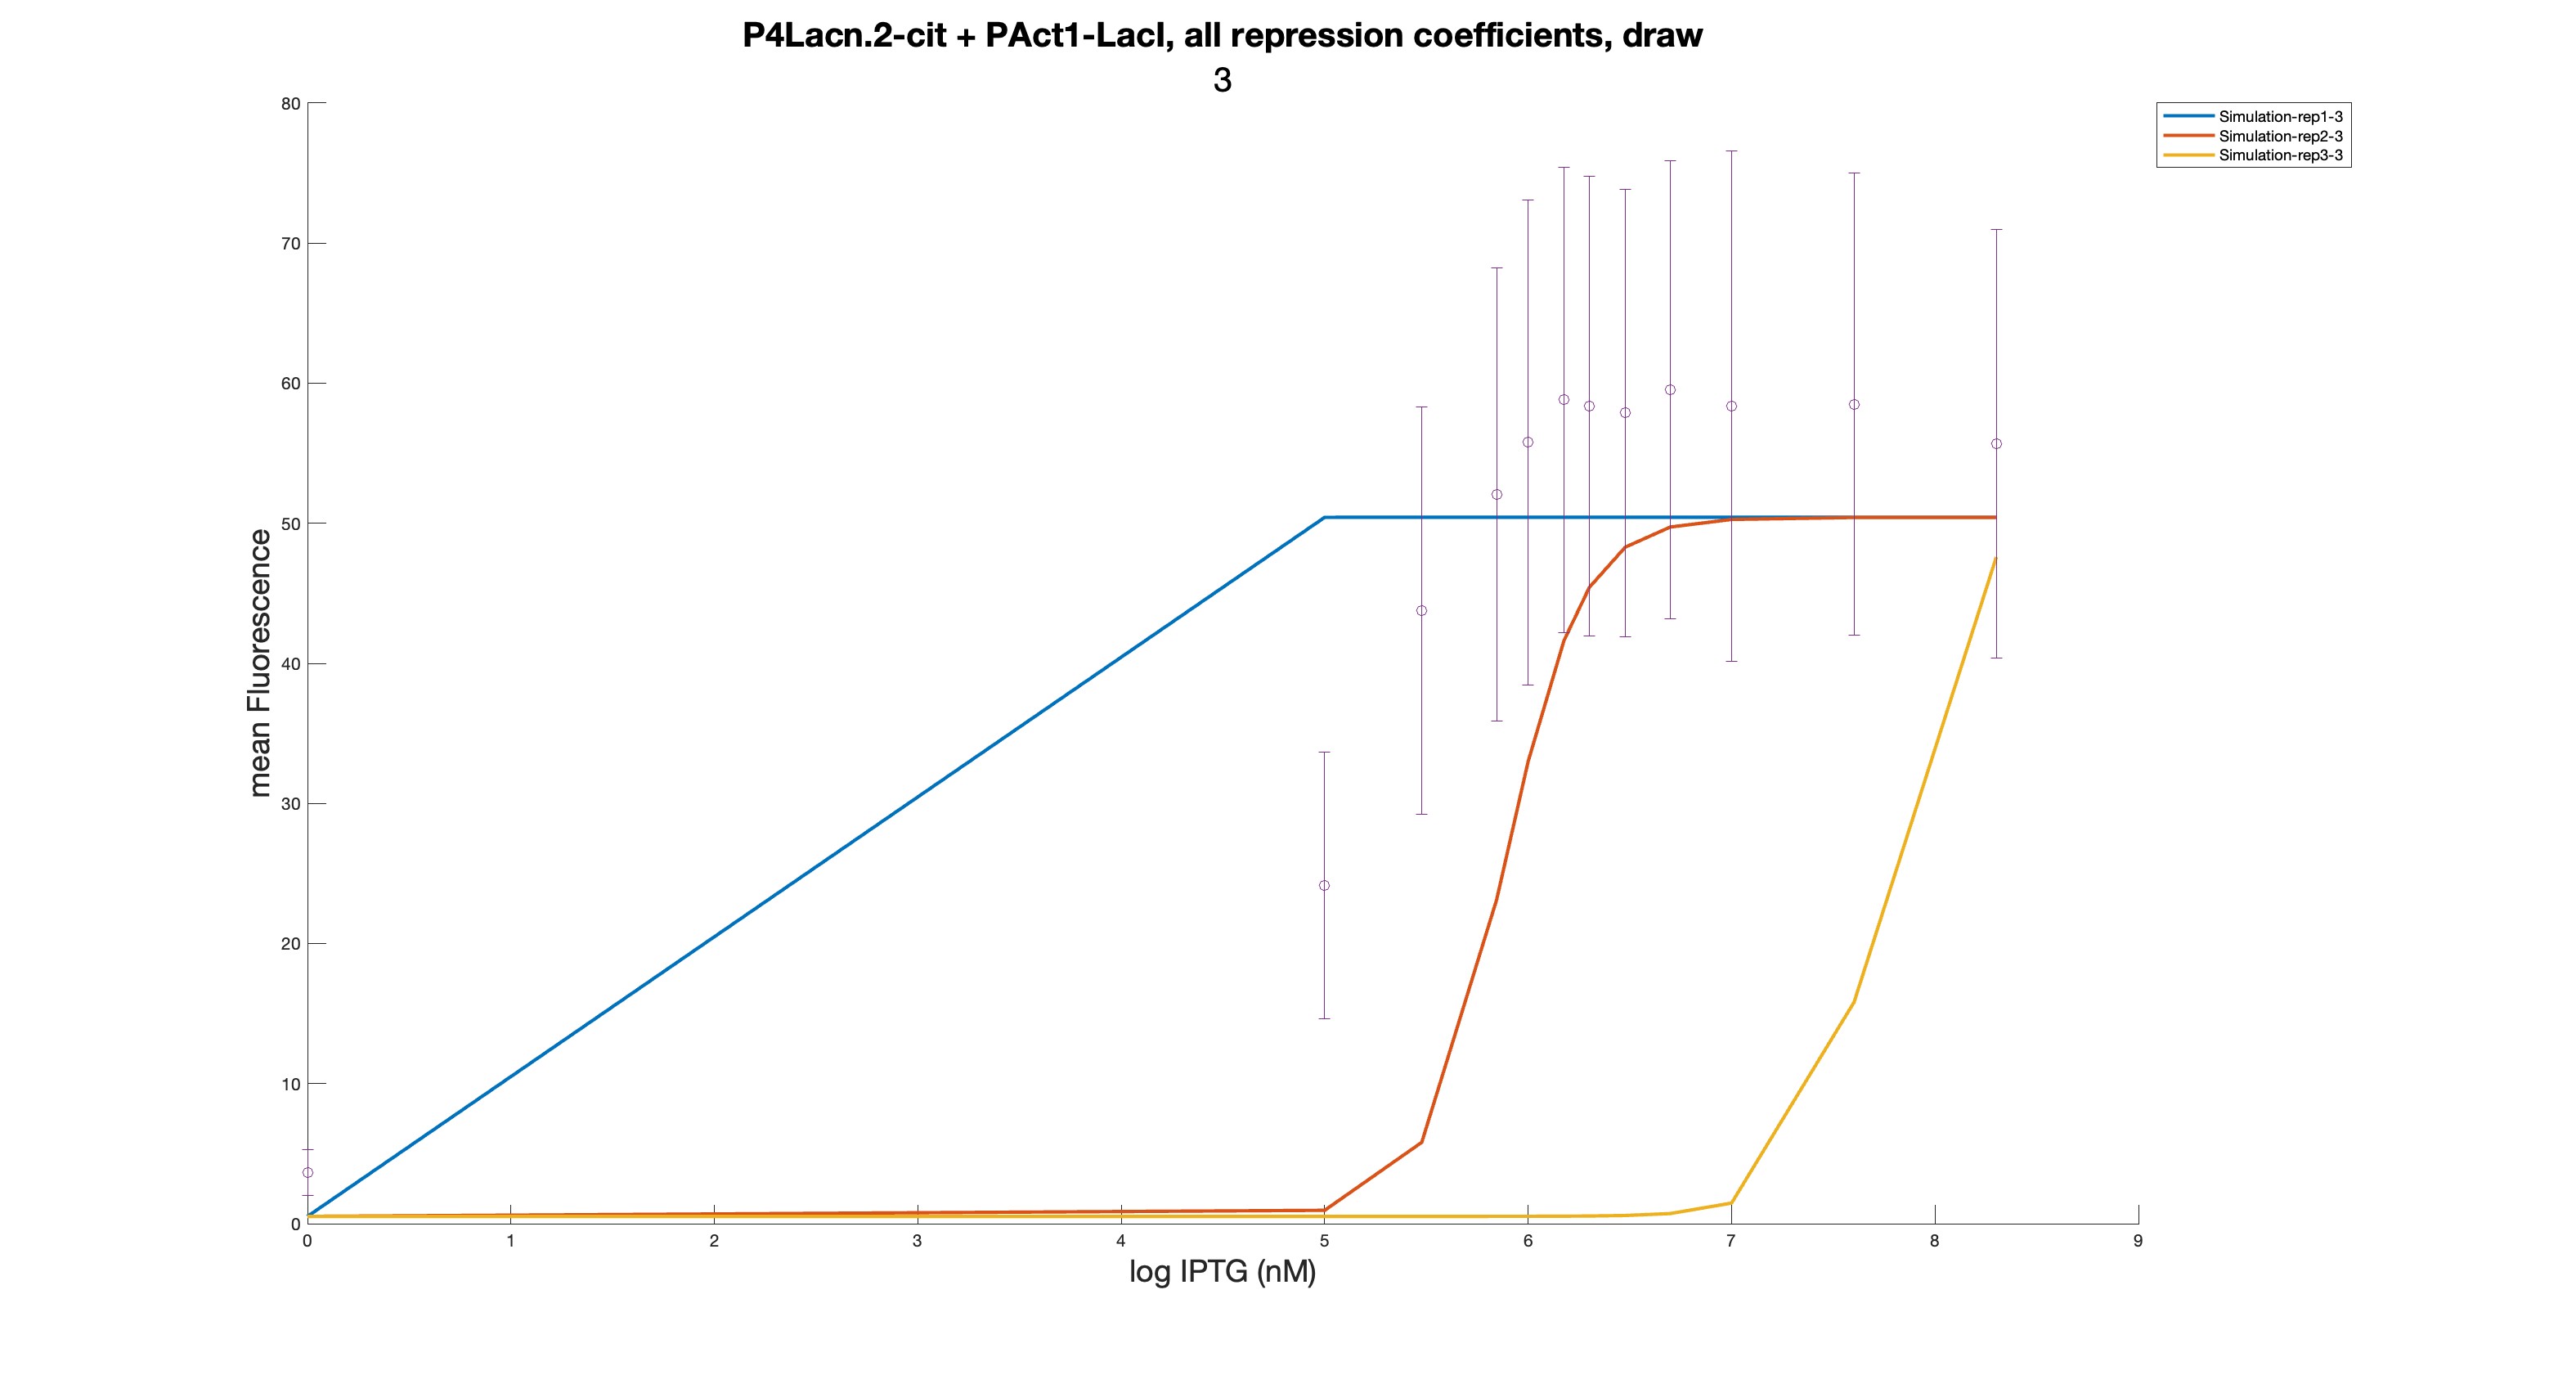 P4Lacn.2-cit + PAct1-LacI, all repression coefficients, draw
3
80
70
60
50
40
30
20
10
0
mean Fluorescence
Simulation-rep1-3
Simulation-rep2-3
Simulation-rep3-3
0 1 2 3 4 5 6 7 8 9
log IPTG (nM)